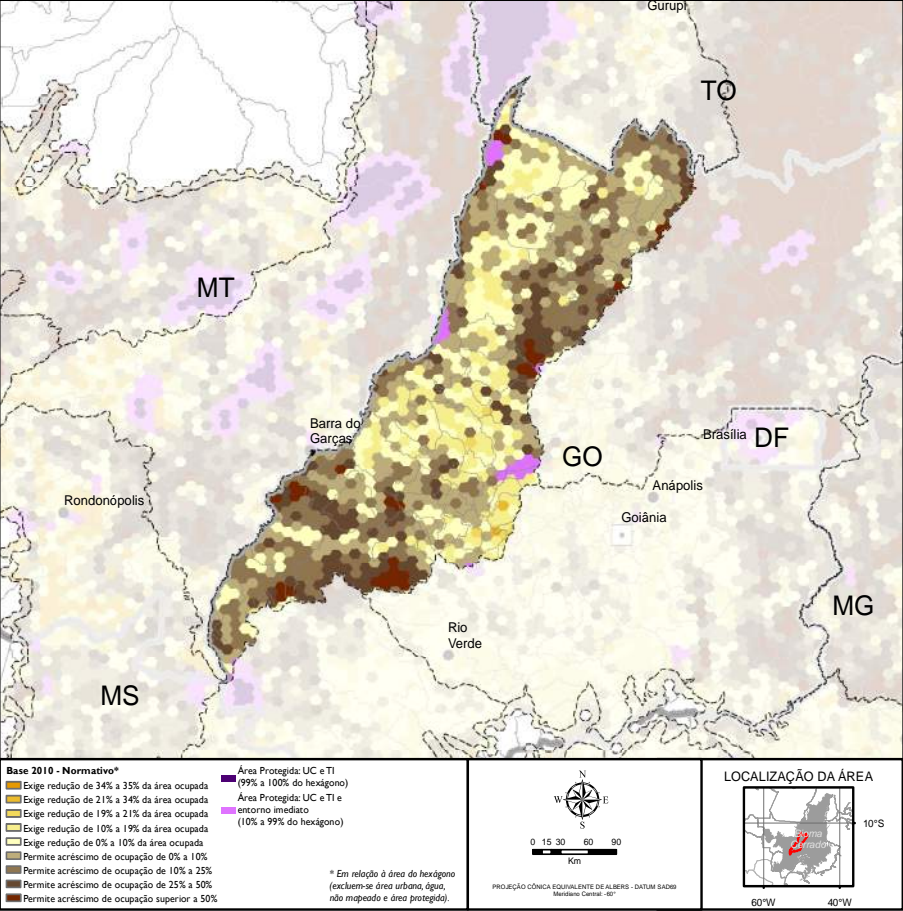 Gurupi
TO
MT
Barra do
Garças
GO
Brasília
DF
Rondonópolis
Anápolis
Goiânia
MG
Rio
Verde
MS
Base 2010 - Normativo*
Exige redução de 34% a 35% da área ocupada
Exige redução de 21% a 34% da área ocupada
Exige redução de 19% a 21% da área ocupada
Exige redução de 10% a 19% da área ocupada
Exige redução de 0% a 10% da área ocupada
Permite acréscimo de ocupação de 0% a 10%
Permite acréscimo de ocupação de 10% a 25%
Permite acréscimo de ocupação de 25% a 50%
Permite acréscimo de ocupação superior a 50%
Área Protegida: UC e TI
(99% a 100% do hexágono)
Área Protegida: UC e TI e
entorno imediato
(10% a 99% do hexágono)
* Em relação à área do hexágono
(excluem-se área urbana, água,
não mapeado e área protegida).
N
W E
S
0 15 30 60 90
Km
PROJEÇÃO CÔNICA EQUIVALENTE DE ALBERS - DATUM SAD69
Meridiano Central: -60°
LOCALIZAÇÃO DA ÁREA
Bioma
Cerrado
10°S
60°W 40°W